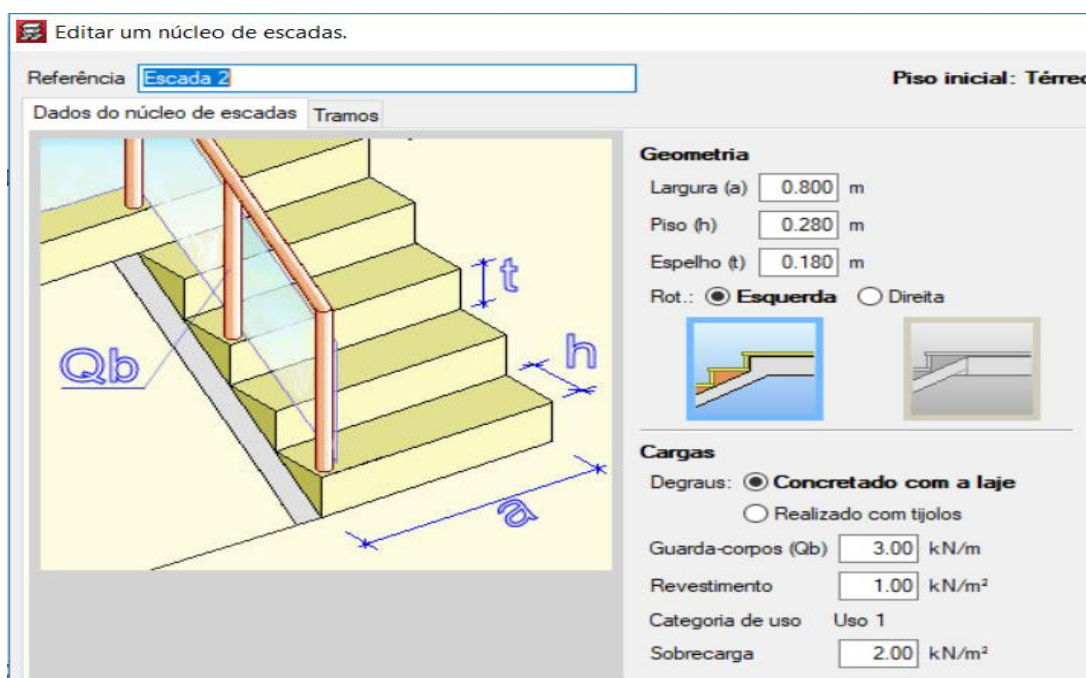 Editar um núcleo de escadas.
Referência Escada 2 Piso inicial: Térreo
Dados do núcleo de escadas Tramos
Geometria
Largura (a) 0.800 m
Piso (h) 0.280 m
Espelho (t) 0.180 m
Rot.: Esquerda Direita
t
h
Qb
a
Cargas
Degraus: Concretado com a laje
Realizado com tijolos
Guarda-corpos (Qb) 3.00 kN/m
Revestimento 1.00 kN/m²
Categoria de uso Uso 1
Sobrecarga 2.00 kN/m²